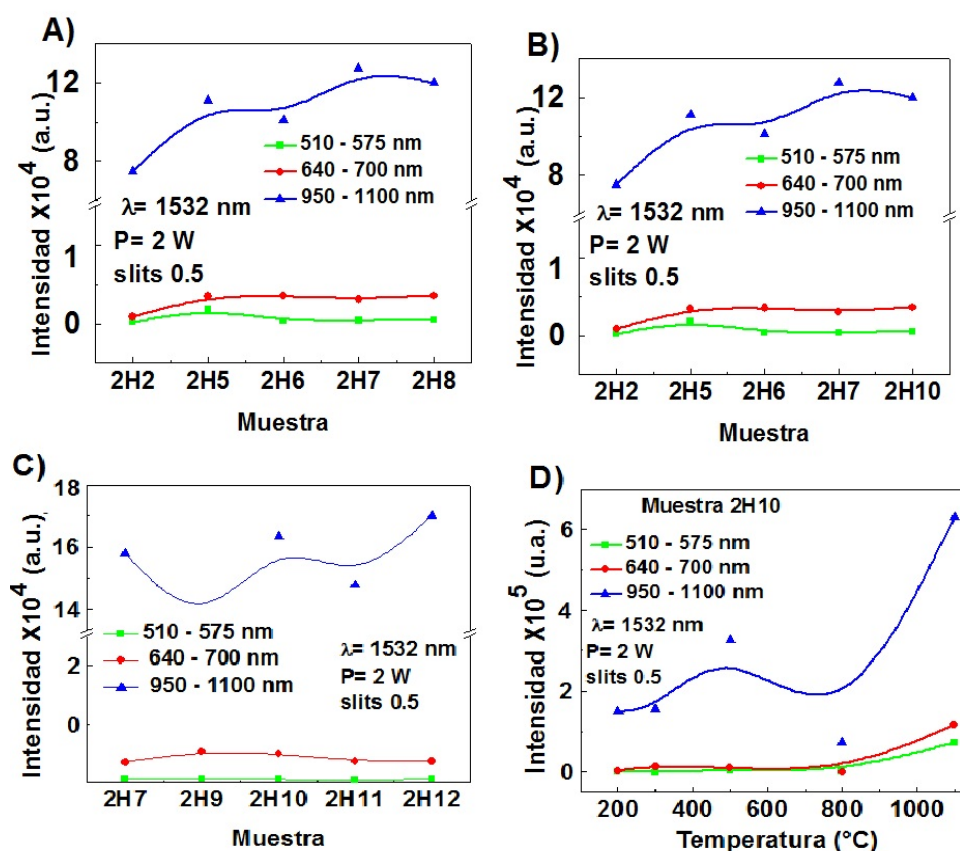 A)
Intensidad X10⁴ (a.u.)
12
8
1
0
510 - 575 nm
640 - 700 nm
950 - 1100 nm
λ= 1532 nm
P= 2 W
slits 0.5
2H2 2H5 2H6 2H7 2H8
Muestra
B)
Intensidad X10⁴ (a.u.)
12
8
1
0
510 - 575 nm
640 - 700 nm
950 - 1100 nm
λ= 1532 nm
P= 2 W
slits 0.5
2H2 2H5 2H6 2H7 2H10
Muestra
C)
Intensidad X10⁴ (a.u.)
18
16
14
2
0
510 - 575 nm
640 - 700 nm
950 - 1100 nm
λ= 1532 nm
P= 2 W
slits 0.5
2H7 2H9 2H10 2H11 2H12
Muestra
D)
Intensidad X10⁵ (u.a.)
6
4
2
0
Muestra 2H10
510 - 575 nm
640 - 700 nm
950 - 1100 nm
λ= 1532 nm
P= 2 W
slits 0.5
200 400 600 800 1000
Temperatura (°C)